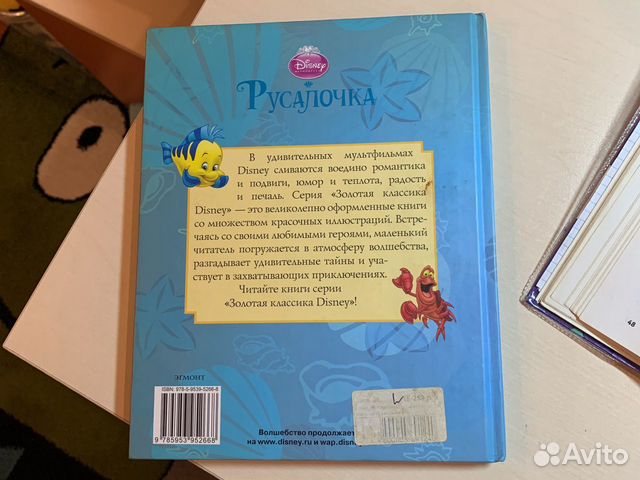 Disney
Русалочка
В удивительных мультфильмах
Disney сливаются воедино романтика
и подвиги, юмор и теплота, радость
и печаль. Серия «Золотая классика
Disney» — это великолепно оформленные книги
со множеством красочных иллюстраций. Встре-
чаясь со своими любимыми героями, маленький
читатель погружается в атмосферу волшебства,
разгадывает удивительные тайны и уча-
ствует в захватывающих приключениях.
Читайте книги серии
«Золотая классика Disney»!
48
ЭГМОНТ
ISBN 978-5-9539-5266-8
9 785953 952668
Волшебство продолжает
на www.disney.ru и wap.disney
Avito